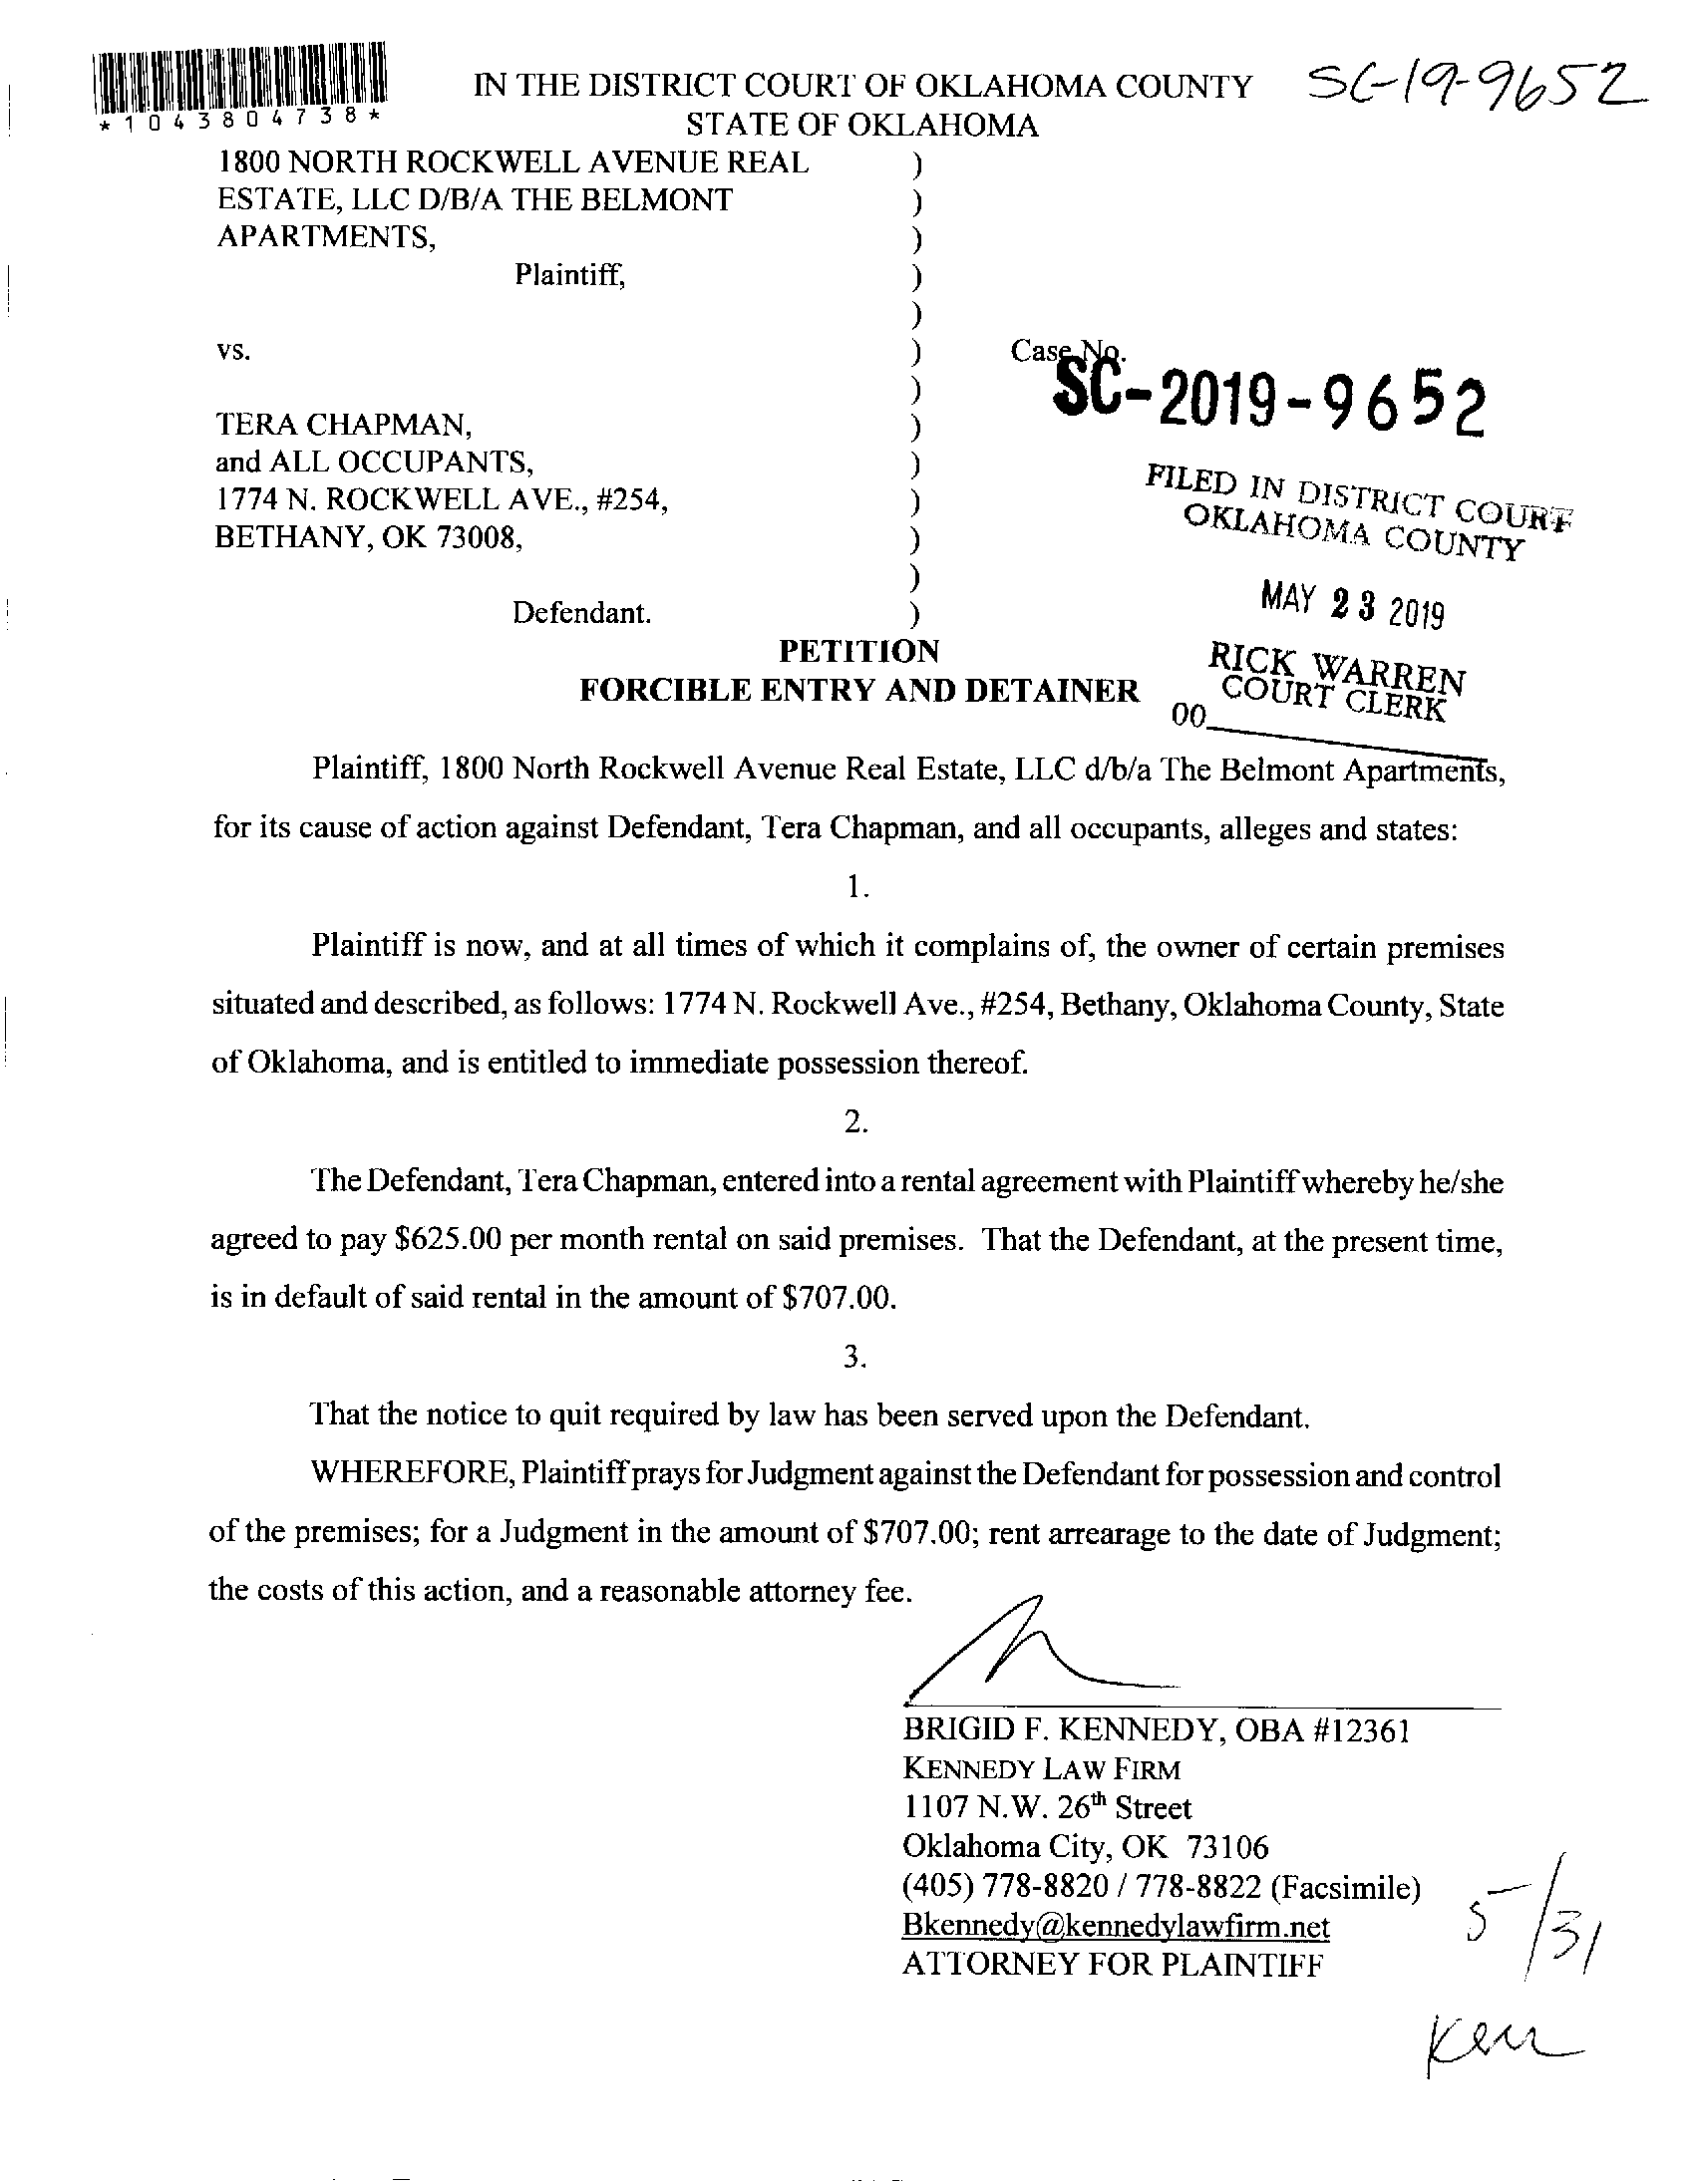 IN THE DISTRICT COURT OF OKLAHOMA COUNTY
SC-19-9652
STATE OF OKLAHOMA
*1043804738*
1800 NORTH ROCKWELL AVENUE REAL )
ESTATE, LLC D/B/A THE BELMONT )
APARTMENTS, )
Plaintiff, )
)
vs. ) Case No.
SC-2019-9652
)
TERA CHAPMAN, )
and ALL OCCUPANTS, )
1774 N. ROCKWELL AVE., #254, )
BETHANY, OK 73008, )
)
Defendant. )
FILED IN DISTRICT COURT
OKLAHOMA COUNTY
MAY 23 2019
RICK WARREN
COURT CLERK
00
PETITION
FORCIBLE ENTRY AND DETAINER
Plaintiff, 1800 North Rockwell Avenue Real Estate, LLC d/b/a The Belmont Apartments,
for its cause of action against Defendant, Tera Chapman, and all occupants, alleges and states:
1.
Plaintiff is now, and at all times of which it complains of, the owner of certain premises
situated and described, as follows: 1774 N. Rockwell Ave., #254, Bethany, Oklahoma County, State
of Oklahoma, and is entitled to immediate possession thereof.
2.
The Defendant, Tera Chapman, entered into a rental agreement with Plaintiff whereby he/she
agreed to pay $625.00 per month rental on said premises. That the Defendant, at the present time,
is in default of said rental in the amount of $707.00.
3.
That the notice to quit required by law has been served upon the Defendant.
WHEREFORE, Plaintiff prays for Judgment against the Defendant for possession and control
of the premises; for a Judgment in the amount of $707.00; rent arrearage to the date of Judgment;
the costs of this action, and a reasonable attorney fee.
BRIGID F. KENNEDY, OBA #12361
KENNEDY LAW FIRM
1107 N.W. 26th Street
Oklahoma City, OK 73106
(405) 778-8820 / 778-8822 (Facsimile)
Bkennedy@kennedylawfirm.net
ATTORNEY FOR PLAINTIFF
5/31